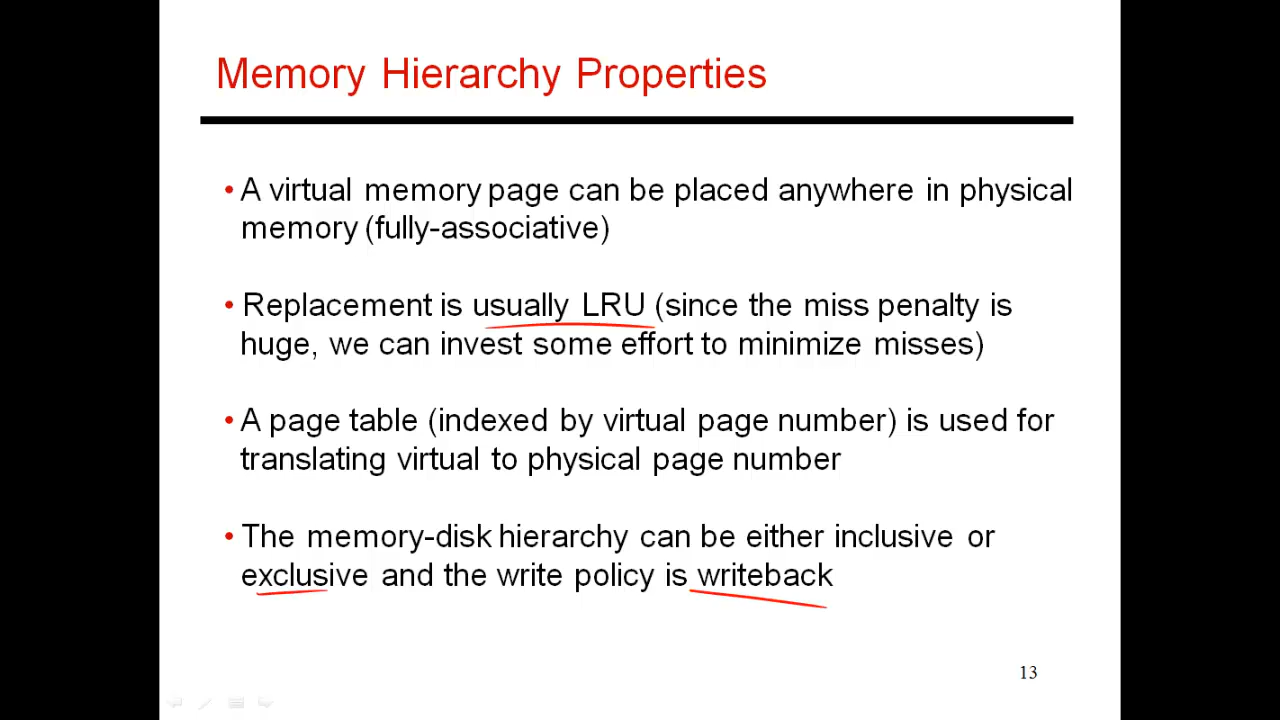 Memory Hierarchy Properties
• A virtual memory page can be placed anywhere in physical
memory (fully-associative)
• Replacement is usually LRU (since the miss penalty is
huge, we can invest some effort to minimize misses)
• A page table (indexed by virtual page number) is used for
translating virtual to physical page number
• The memory-disk hierarchy can be either inclusive or
exclusive and the write policy is writeback
13